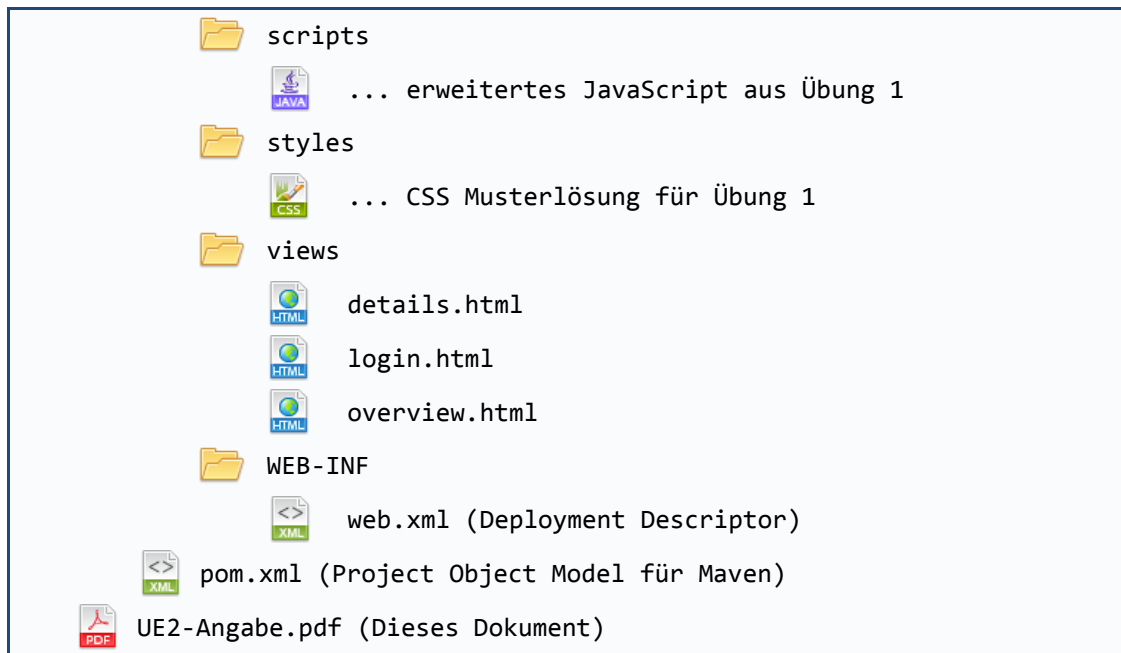 scripts
JAVA ... erweitertes JavaScript aus Übung 1
styles
CSS ... CSS Musterlösung für Übung 1
views
HTML details.html
HTML login.html
HTML overview.html
WEB-INF
<> XML web.xml (Deployment Descriptor)
<> XML pom.xml (Project Object Model für Maven)
PDF UE2-Angabe.pdf (Dieses Dokument)